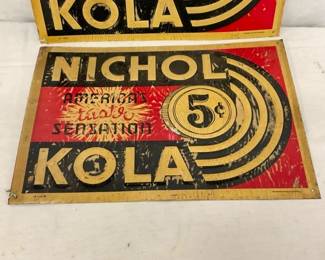 KOLA
NICHOL
AMERICA'S
taste
5¢
SENSATION
KOLA